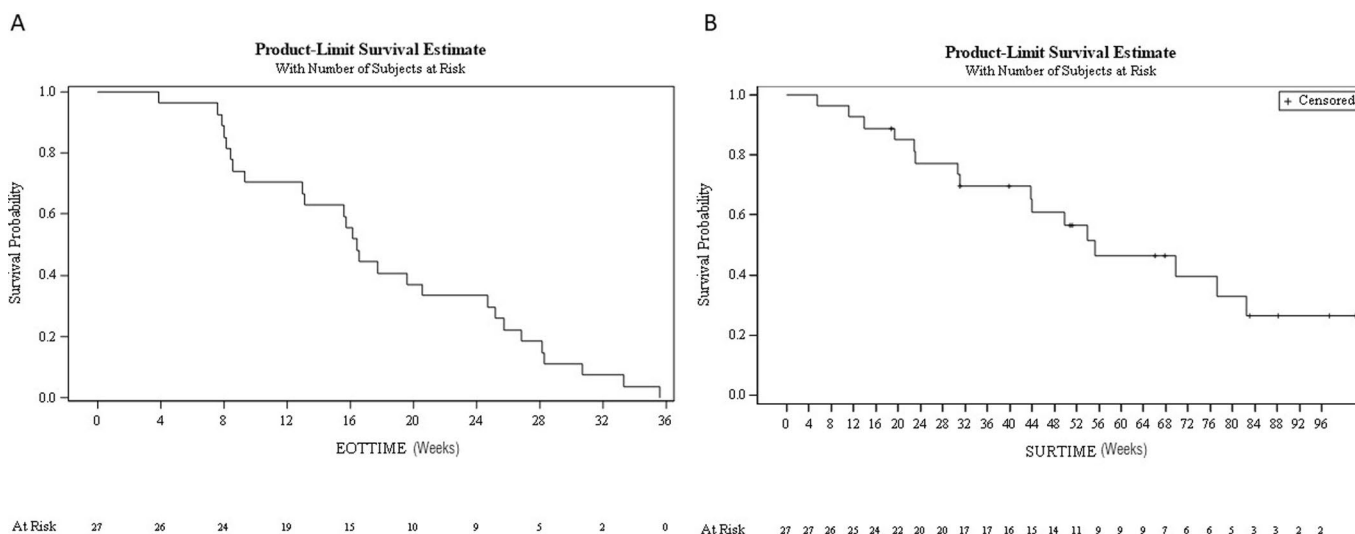 A
Product-Limit Survival Estimate
With Number of Subjects at Risk
Survival Probability
1.0
0.8
0.6
0.4
0.2
0.0
0 4 8 12 16 20 24 28 32 36
EOTTIME (Weeks)
At Risk 27 26 24 19 15 10 9 5 2 0
B
Product-Limit Survival Estimate
With Number of Subjects at Risk
+ Censored
Survival Probability
1.0
0.8
0.6
0.4
0.2
0.0
0 4 8 12 16 20 24 28 32 36 40 44 48 52 56 60 64 68 72 76 80 84 88 92 96
SURTIME (Weeks)
At Risk 27 27 26 25 24 22 20 20 17 17 16 15 14 11 9 9 9 7 6 6 5 3 3 2 2